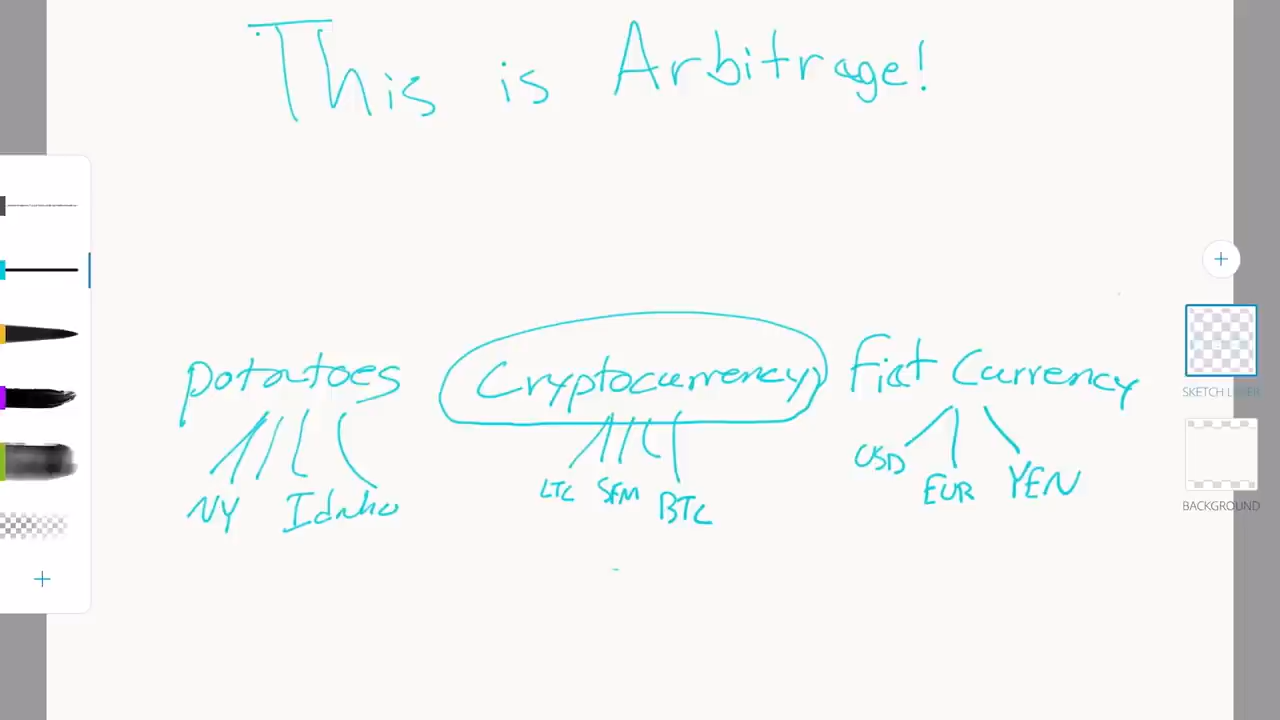 This is Arbitrage!
potatoes Cryptocurrency Fiat Currency
NY Idaho LTC SFM BTC USD EUR YEN
SKETCH LAYER
BACKGROUND